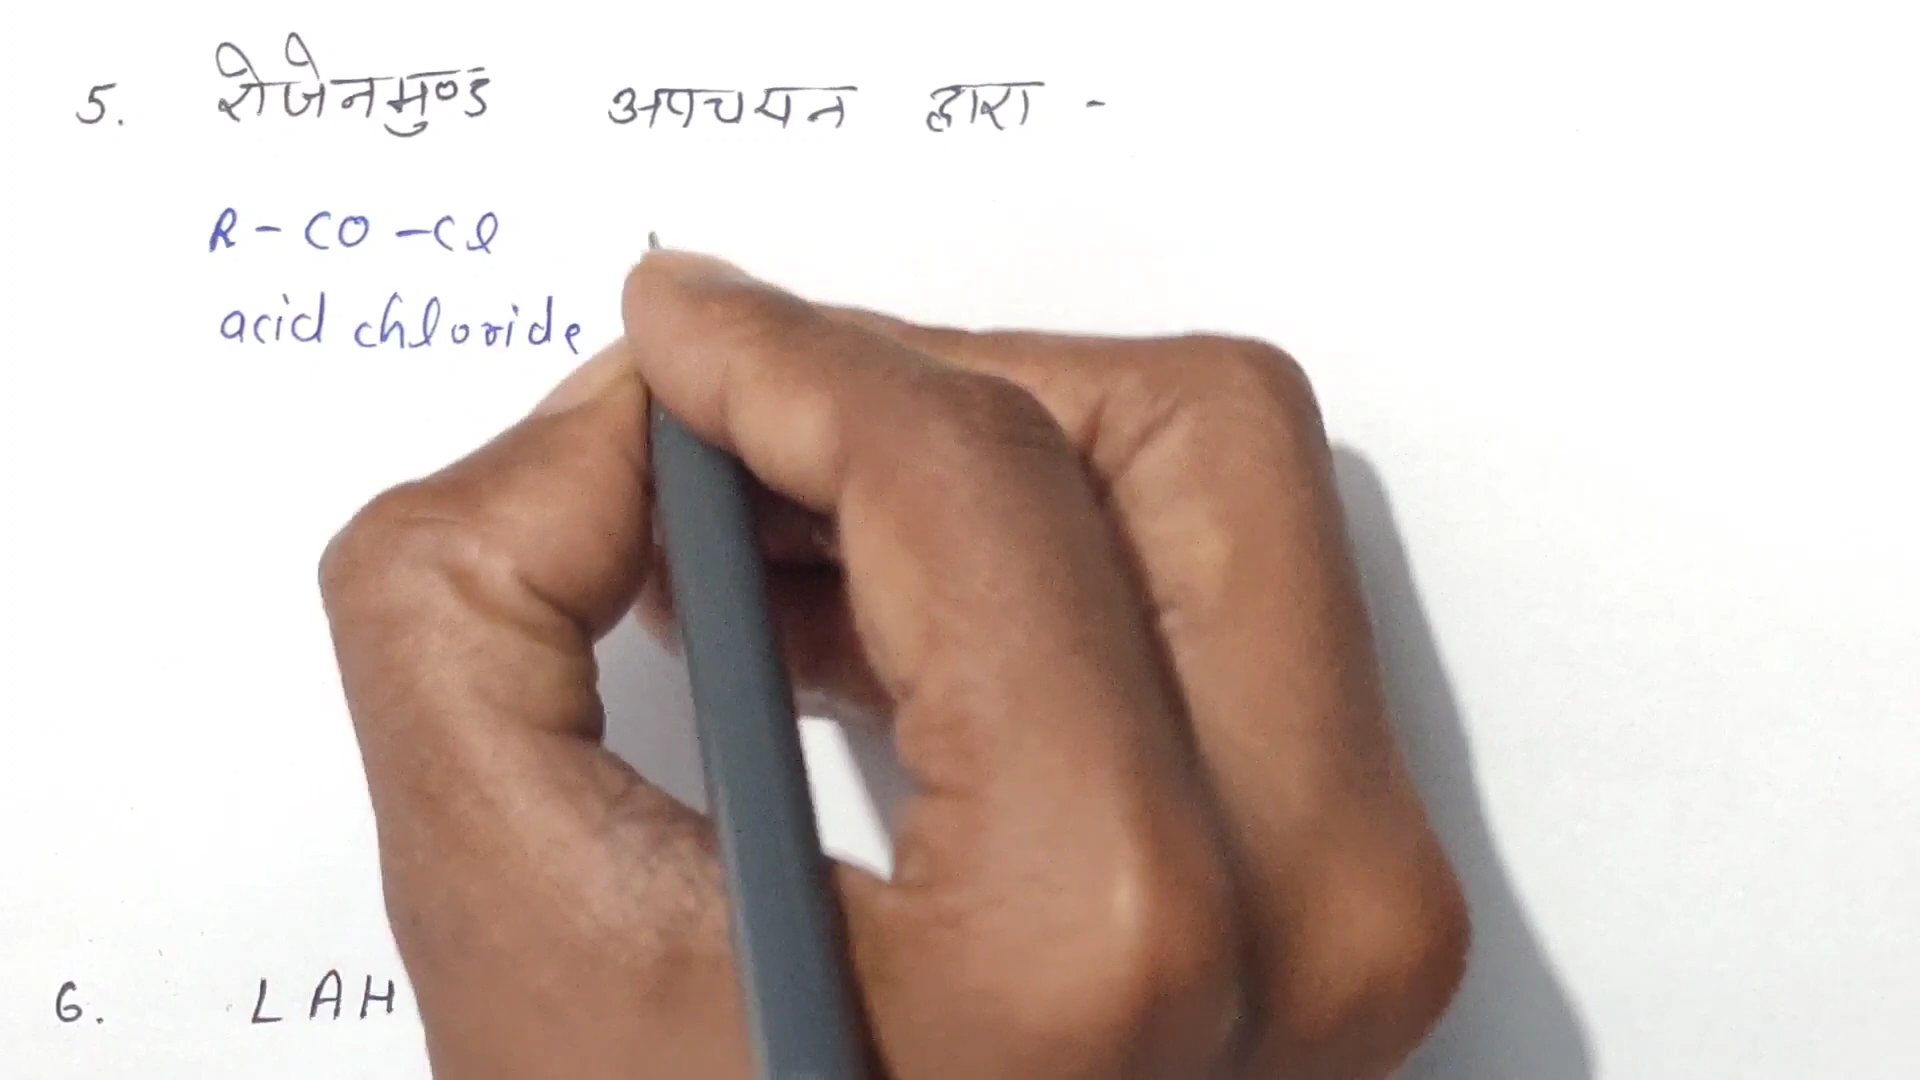 5. रोजेनमुण्ड अपचयन द्वारा -
R - CO - Cl
acid chloride
6. LAH